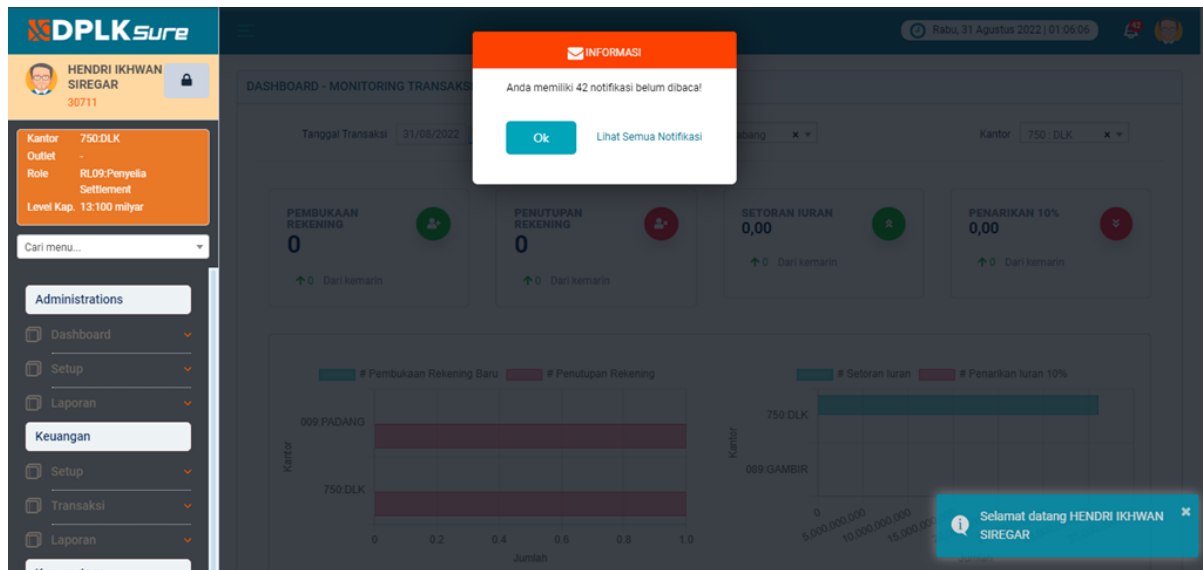 DPLKSure
HENDRI IKHWAN
SIREGAR
30711
Kantor 750:DLK
Outlet -
Role RL09:Penyelia
Settlement
Level Kap. 13:100 milyar
Cari menu...
Administrations
Dashboard
Setup
Laporan
Keuangan
Setup
Transaksi
Laporan
Rabu, 31 Agustus 2022 | 01:06:06
42
INFORMASI
Anda memiliki 42 notifikasi belum dibaca!
Ok
Lihat Semua Notifikasi
DASHBOARD - MONITORING TRANSAKS
Tanggal Transaksi 31/08/2022
abang
Kantor 750 : DLK
PEMBUKAAN
REKENING
0
0 Dari kemarin
PENUTUPAN
REKENING
0
0 Dari kemarin
SETORAN IURAN
0,00
0 Dari kemarin
PENARIKAN 10%
0,00
0 Dari kemarin
# Pembukaan Rekening Baru # Penutupan Rekening
Kantor
009:PADANG
750:DLK
0 0.2 0.4 0.6 0.8 1.0
Jumlah
# Setoran Iuran # Penarikan Iuran 10%
Kantor
750:DLK
089:GAMBIR
0 5,000,000,000 10,000,000,000
Jumlah
Selamat datang HENDRI IKHWAN
SIREGAR